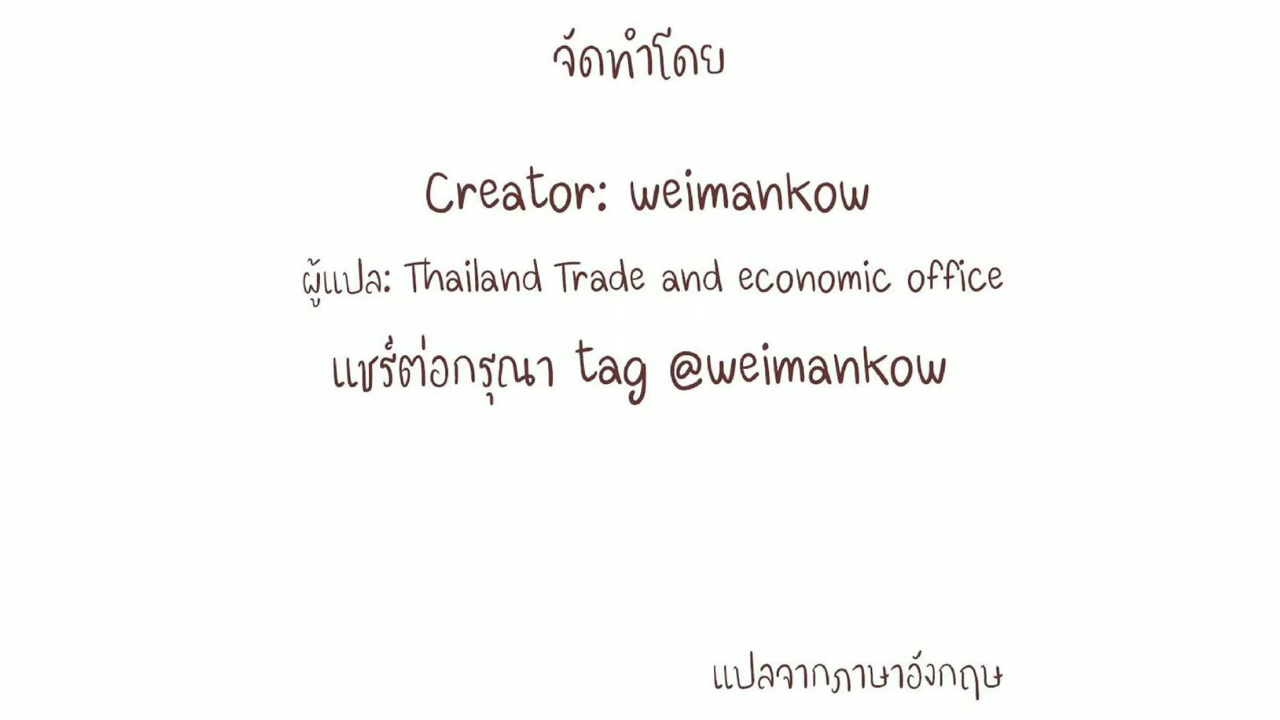 จัดทำโดย
Creator: weimankow
ผู้แปล: Thailand Trade and economic office
แชร์ต่อกรุณา tag @weimankow
แปลจากภาษาอังกฤษ